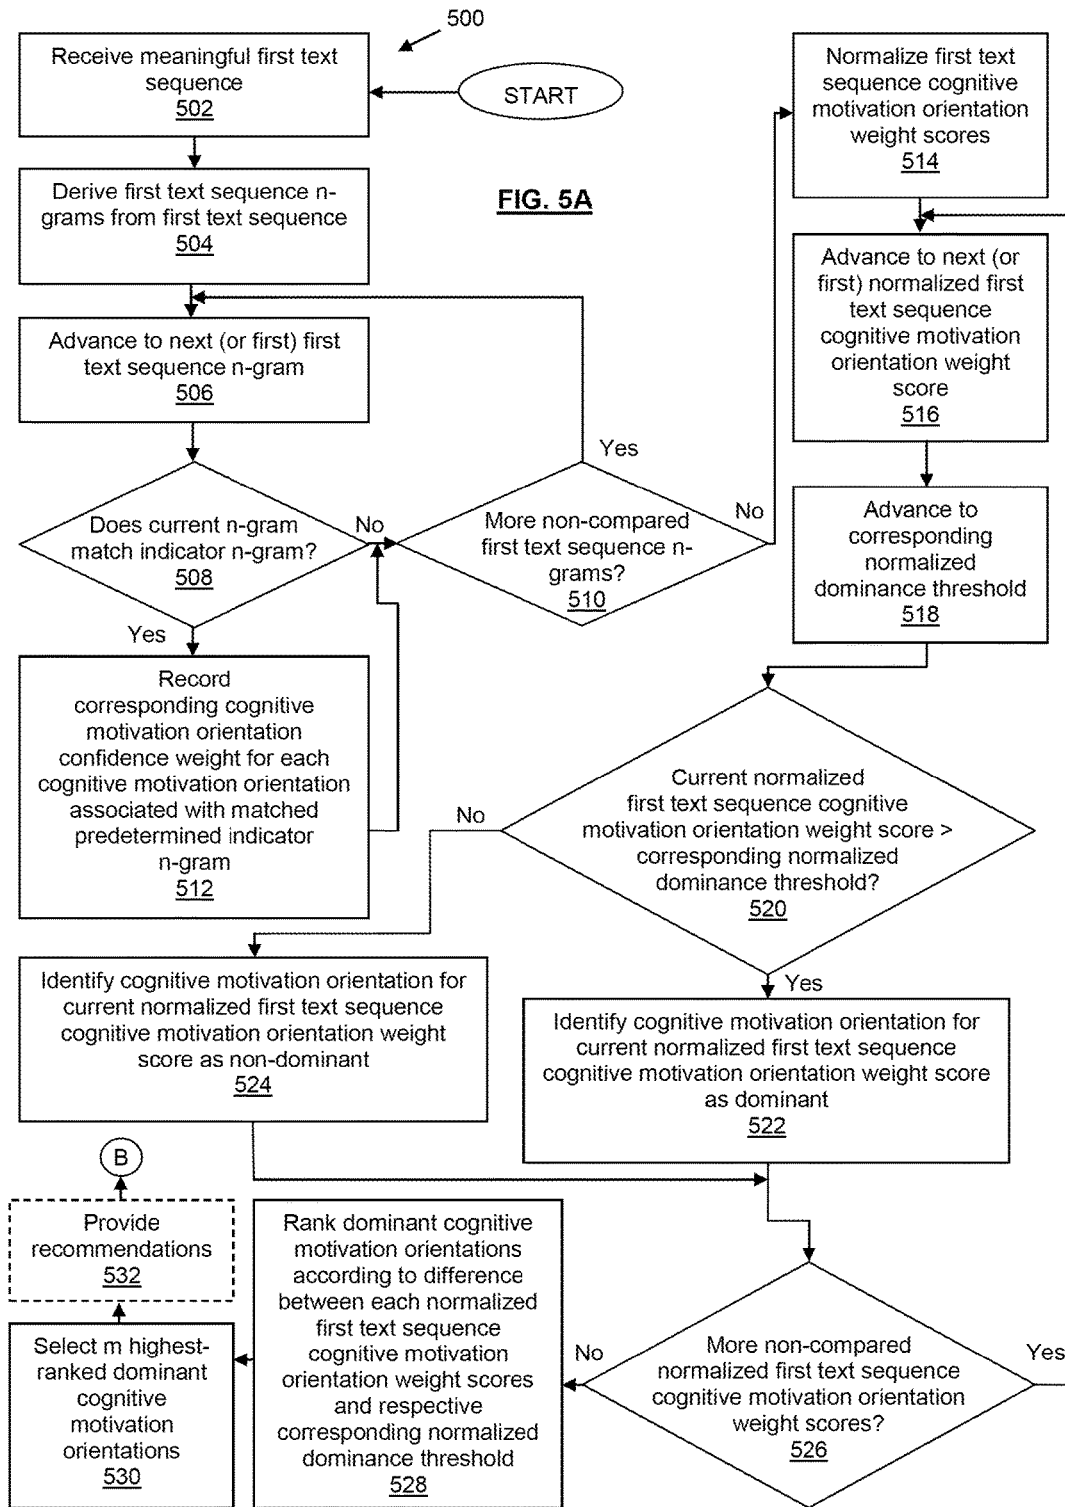 500
Receive meaningful first text
sequence
502
START
Derive first text sequence n-
grams from first text sequence
504
FIG. 5A
Advance to next (or first) first
text sequence n-gram
506
Does current n-gram
match indicator n-gram?
508
No
Yes
Yes
More non-compared
first text sequence n-
grams?
510
No
Record
corresponding cognitive
motivation orientation
confidence weight for each
cognitive motivation orientation
associated with matched
predetermined indicator
n-gram
512
Normalize first text
sequence cognitive
motivation orientation
weight scores
514
Advance to next (or
first) normalized first
text sequence
cognitive motivation
orientation weight
score
516
Advance to
corresponding
normalized
dominance threshold
518
Current normalized
first text sequence cognitive
motivation orientation weight score >
corresponding normalized
dominance threshold?
520
No
Yes
Identify cognitive motivation orientation for
current normalized first text sequence
cognitive motivation orientation weight
score as non-dominant
524
Identify cognitive motivation orientation for
current normalized first text sequence
cognitive motivation orientation weight score
as dominant
522
More non-compared
normalized first text sequence
cognitive motivation orientation
weight scores?
526
Yes
No
Rank dominant cognitive
motivation orientations
according to difference
between each normalized
first text sequence
cognitive motivation
orientation weight scores
and respective
corresponding normalized
dominance threshold
528
Select m highest-
ranked dominant
cognitive
motivation
orientations
530
Provide
recommendations
532
B